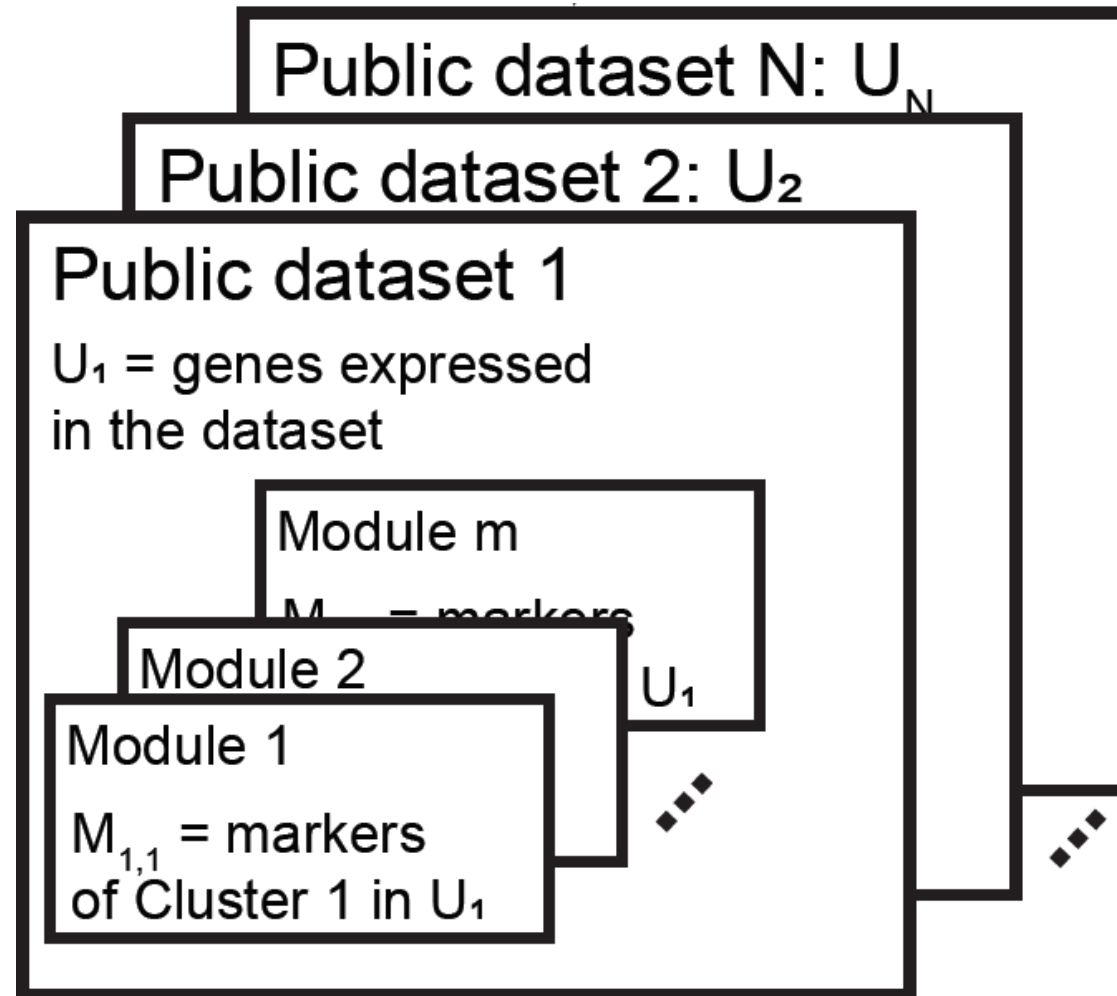 Public dataset N: U_N
Public dataset 2: U₂
Public dataset 1
U₁ = genes expressed
in the dataset
Module m
M = markers
U₁
Module 2
Module 1
M₁,₁ = markers
of Cluster 1 in U₁